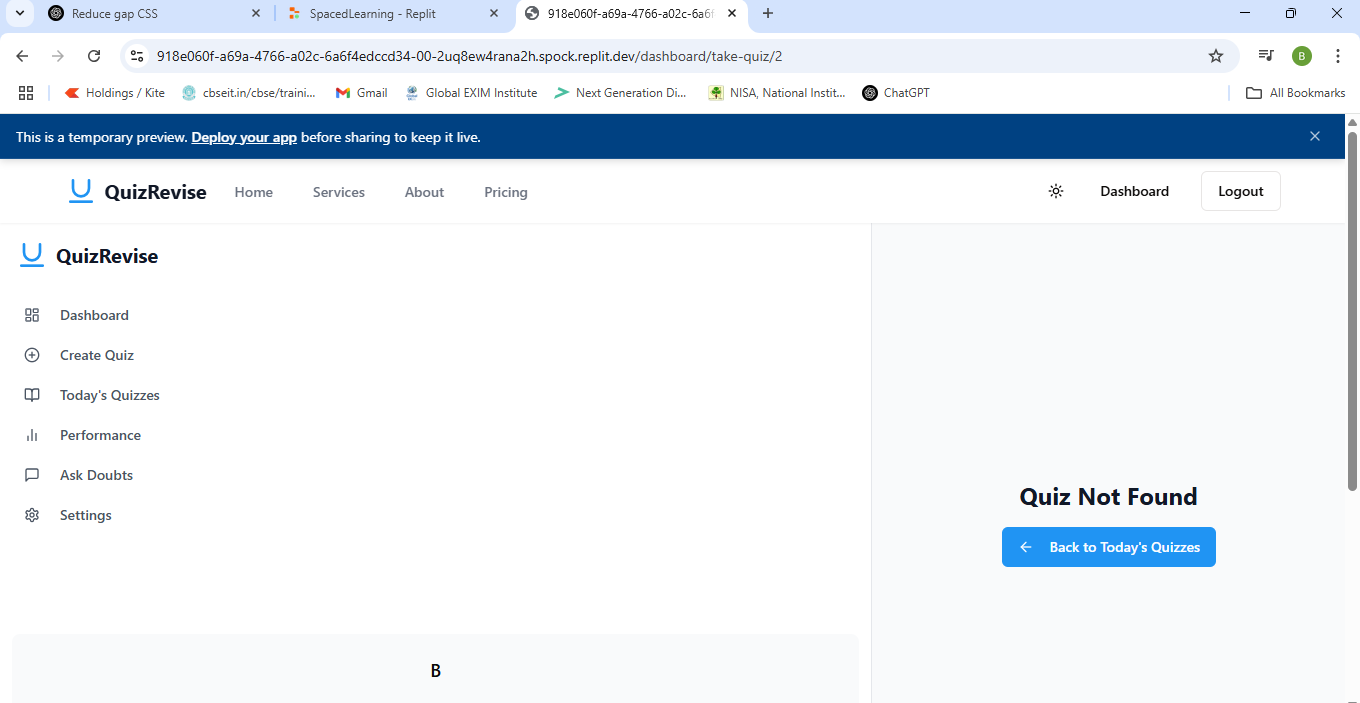 Reduce gap CSS
SpacedLearning - Replit
918e060f-a69a-4766-a02c-6a6f
918e060f-a69a-4766-a02c-6a6f4edccd34-00-2uq8ew4rana2h.spock.replit.dev/dashboard/take-quiz/2
B
Holdings / Kite
cbseit.in/cbse/traini...
Gmail
Global EXIM Institute
Next Generation Di...
NISA, National Instit...
ChatGPT
All Bookmarks
This is a temporary preview. Deploy your app before sharing to keep it live.
QuizRevise
Home
Services
About
Pricing
Dashboard
Logout
QuizRevise
Dashboard
Create Quiz
Today's Quizzes
Performance
Ask Doubts
Settings
Quiz Not Found
Back to Today's Quizzes
B